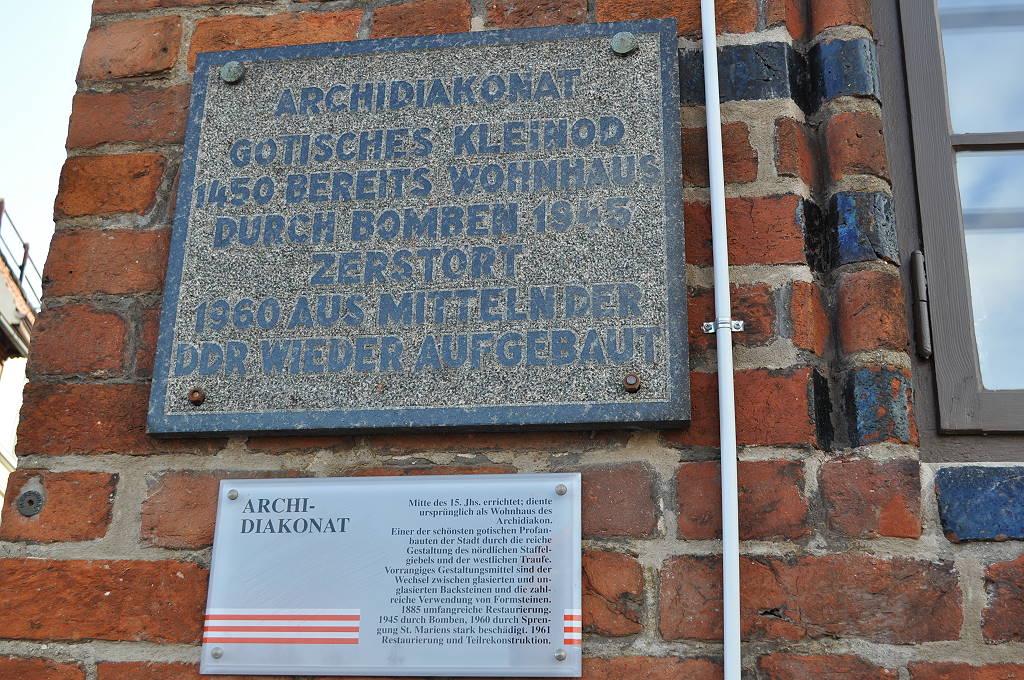 ARCHIDIAKONAT
GOTISCHES KLEINOD
1450 BEREITS WOHNHAUS
DURCH BOMBEN 1945
ZERSTORT
1960 AUS MITTELN DER
DDR WIEDER AUFGEBAUT
ARCHI-
DIAKONAT
Mitte des 15. Jhs. errichtet; diente
ursprünglich als Wohnhaus des
Archidiakon.
Einer der schönsten gotischen Profan-
bauten der Stadt durch die reiche
Gestaltung des nördlichen Staffel-
giebels und der westlichen Traufe.
Vorrangiges Gestaltungsmittel sind der
Wechsel zwischen glasierten und un-
glasierten Backsteinen und die zahl-
reiche Verwendung von Formsteinen.
1885 umfangreiche Restaurierung.
1945 durch Bomben, 1960 durch Spren-
gung St. Mariens stark beschädigt. 1961
Restaurierung und Teilrekonstruktion.